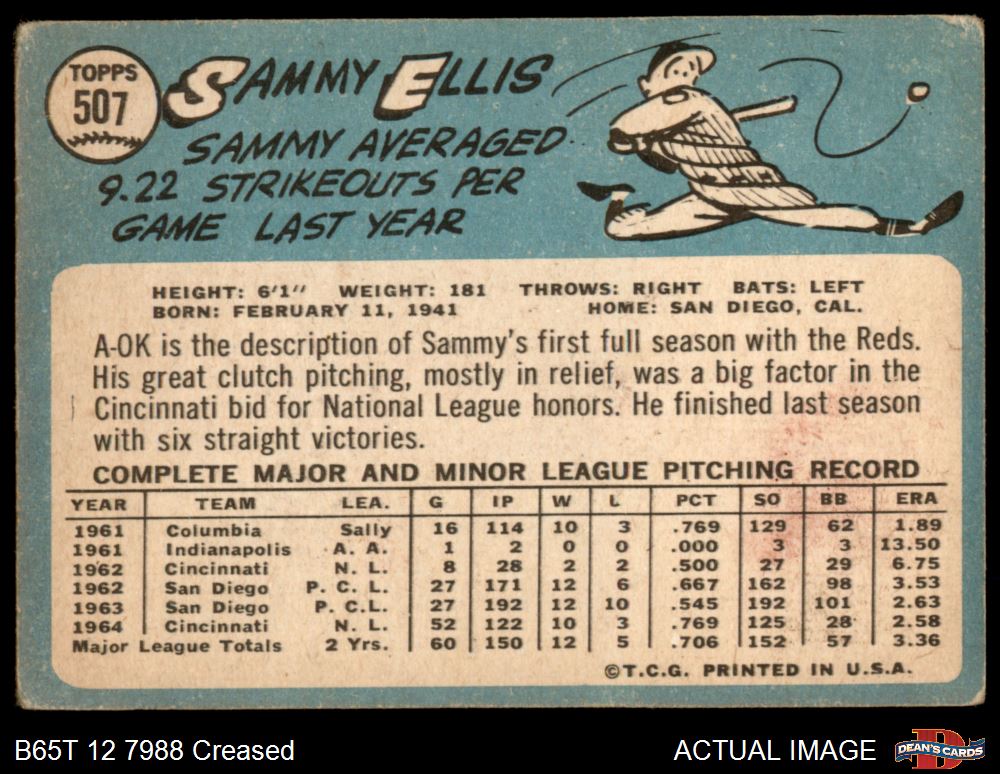 TOPPS
507
SAMMY ELLIS
SAMMY AVERAGED
9.22 STRIKEOUTS PER
GAME LAST YEAR
HEIGHT: 6'1" WEIGHT: 181 THROWS: RIGHT BATS: LEFT
BORN: FEBRUARY 11, 1941 HOME: SAN DIEGO, CAL.
A-OK is the description of Sammy's first full season with the Reds.
His great clutch pitching, mostly in relief, was a big factor in the
Cincinnati bid for National League honors. He finished last season
with six straight victories.
COMPLETE MAJOR AND MINOR LEAGUE PITCHING RECORD
YEAR TEAM LEA. G IP W L PCT SO BB ERA
1961 Columbia Sally 16 114 10 3 .769 129 62 1.89
1961 Indianapolis A. A. 1 2 0 0 .000 3 3 13.50
1962 Cincinnati N. L. 8 28 2 2 .500 27 29 6.75
1962 San Diego P. C. L. 27 171 12 6 .667 162 98 3.53
1963 San Diego P. C.L. 27 192 12 10 .545 192 101 2.63
1964 Cincinnati N. L. 52 122 10 3 .769 125 28 2.58
Major League Totals 2 Yrs. 60 150 12 5 .706 152 57 3.36
©T.C.G. PRINTED IN U.S.A.
B65T 12 7988 Creased ACTUAL IMAGE DEAN'S CARDS